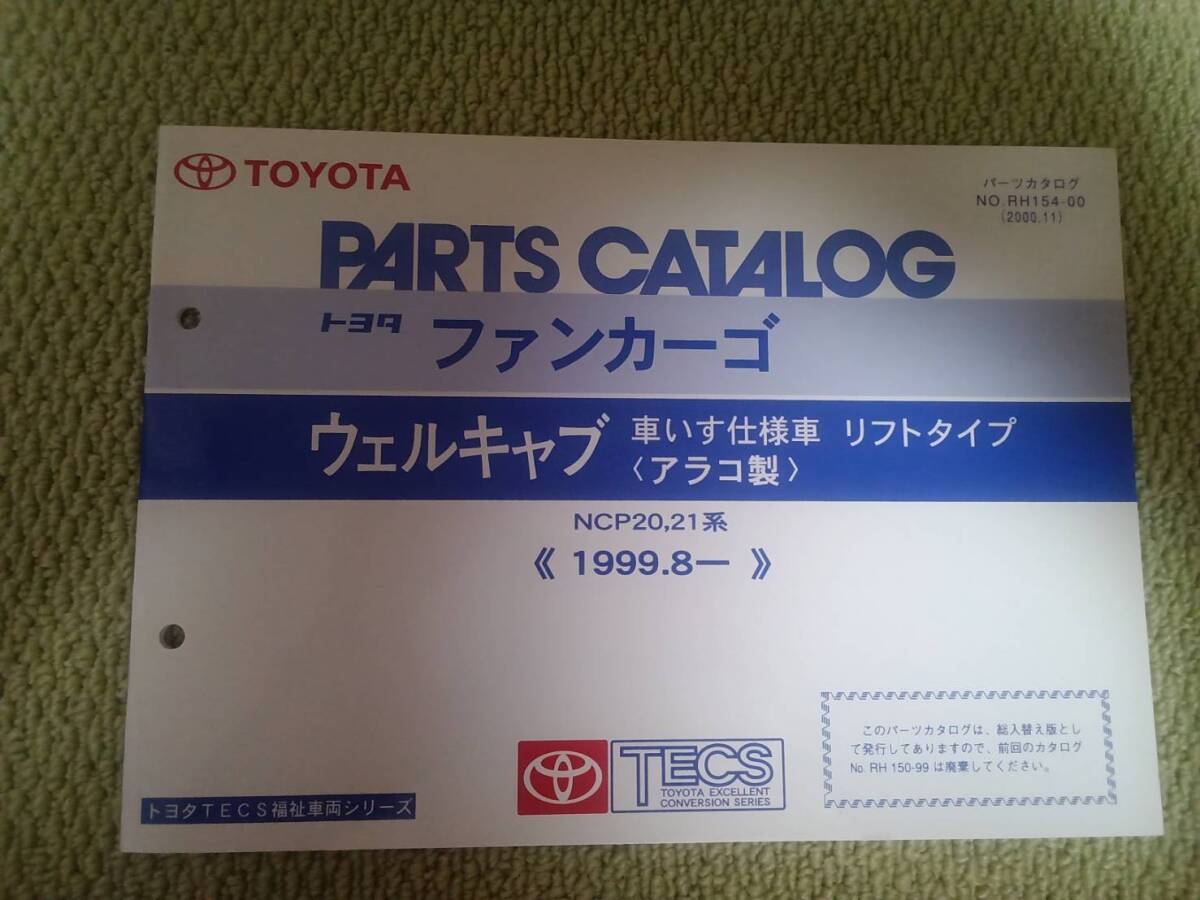 TOYOTA
パーツカタログ
NO.RH154-00
(2000.11)
PARTS CATALOG
トヨタ ファンカーゴ
ウェルキャブ 車いす仕様車 リフトタイプ
〈アラコ製〉
NCP20,21系
《 1999.8ー 》
このパーツカタログは、総入替え版とし
て発行してありますので、前回のカタログ
No. RH 150-99 は廃棄してください。
TECS
TOYOTA EXCELLENT
CONVERSION SERIES
トヨタTECS福祉車両シリーズ